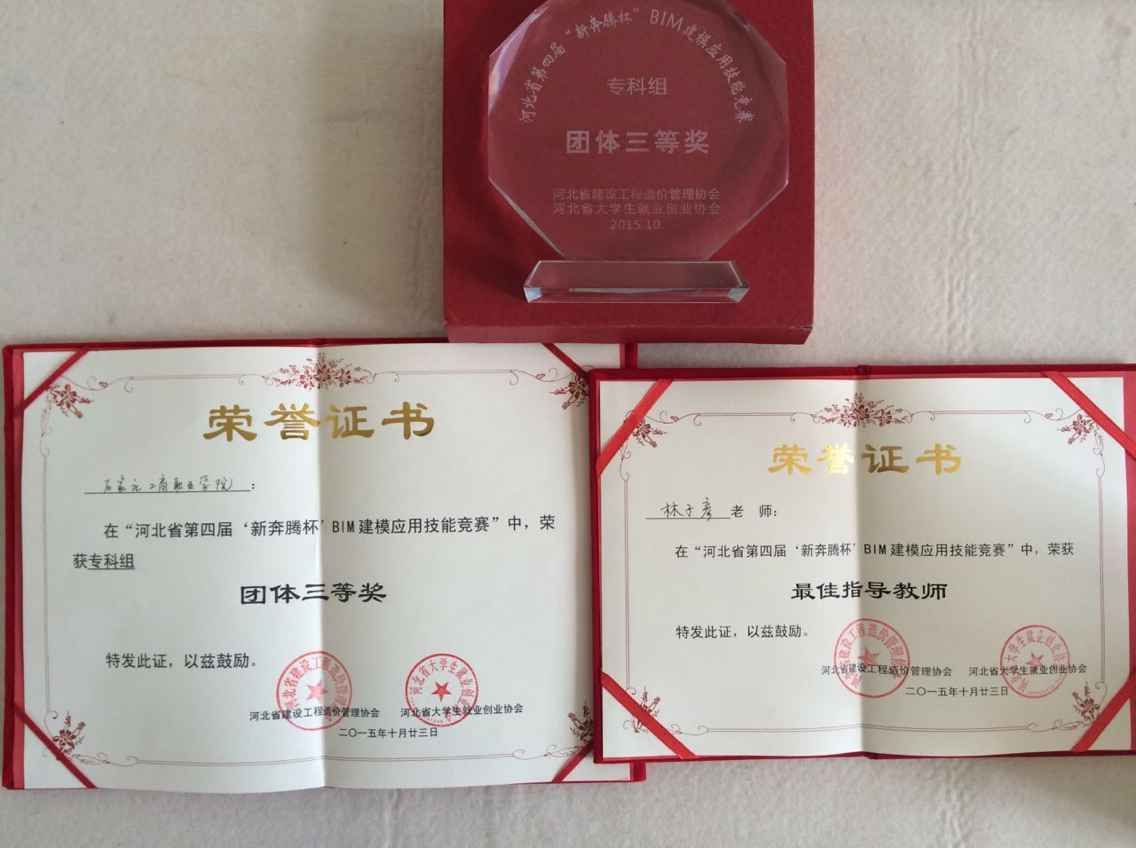 河北省第四届“新奔腾杯”BIM建模应用技能竞赛
专科组
团体三等奖
河北省建设工程造价管理协会
河北省大学生就业创业协会
2015.10
荣誉证书
石家庄工商职业学院：
在“河北省第四届‘新奔腾杯’BIM建模应用技能竞赛”中，荣
获专科组
团体三等奖
特发此证，以兹鼓励。
河北省建设工程造价管理协会 河北省大学生就业创业协会
二〇一五年十月廿三日
荣誉证书
林子彦老 师：
在“河北省第四届‘新奔腾杯’BIM建模应用技能竞赛”中，荣获
最佳指导教师
特发此证，以兹鼓励。
河北省建设工程造价管理协会 河北省大学生就业创业协会
二〇一五年十月廿三日